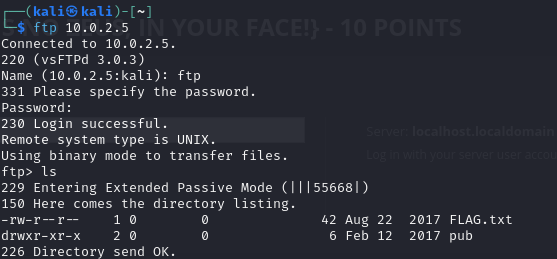 ┌──(kali㉿kali)-[~]
└─$ ftp 10.0.2.5
IN YOUR FACE!} - 10 POINTS
Connected to 10.0.2.5.
220 (vsFTPd 3.0.3)
Name (10.0.2.5:kali): ftp
331 Please specify the password.
Password:
230 Login successful.
Server: localhost.localdomain
Remote system type is UNIX.
Log in with your server user accou
Using binary mode to transfer files.
ftp> ls
229 Entering Extended Passive Mode (|||55668|)
150 Here comes the directory listing.
-rw-r--r-- 1 0 0 42 Aug 22 2017 FLAG.txt
drwxr-xr-x 2 0 0 6 Feb 12 2017 pub
226 Directory send OK.